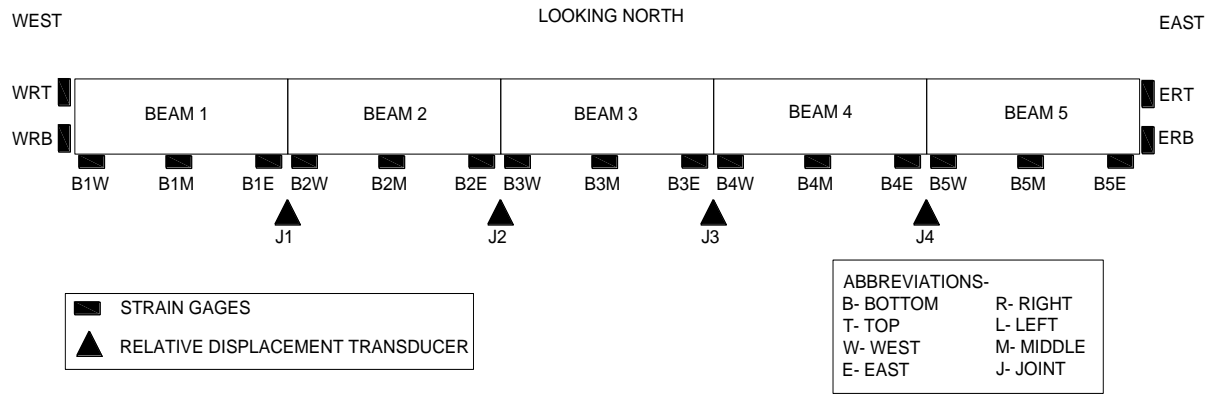 WEST
LOOKING NORTH
EAST
WRT
WRB
BEAM 1
BEAM 2
BEAM 3
BEAM 4
BEAM 5
ERT
ERB
B1W
B1M
B1E
B2W
B2M
B2E
B3W
B3M
B3E
B4W
B4M
B4E
B5W
B5M
B5E
J1
J2
J3
J4
STRAIN GAGES
RELATIVE DISPLACEMENT TRANSDUCER
ABBREVIATIONS-
B- BOTTOM R- RIGHT
T- TOP L- LEFT
W- WEST M- MIDDLE
E- EAST J- JOINT